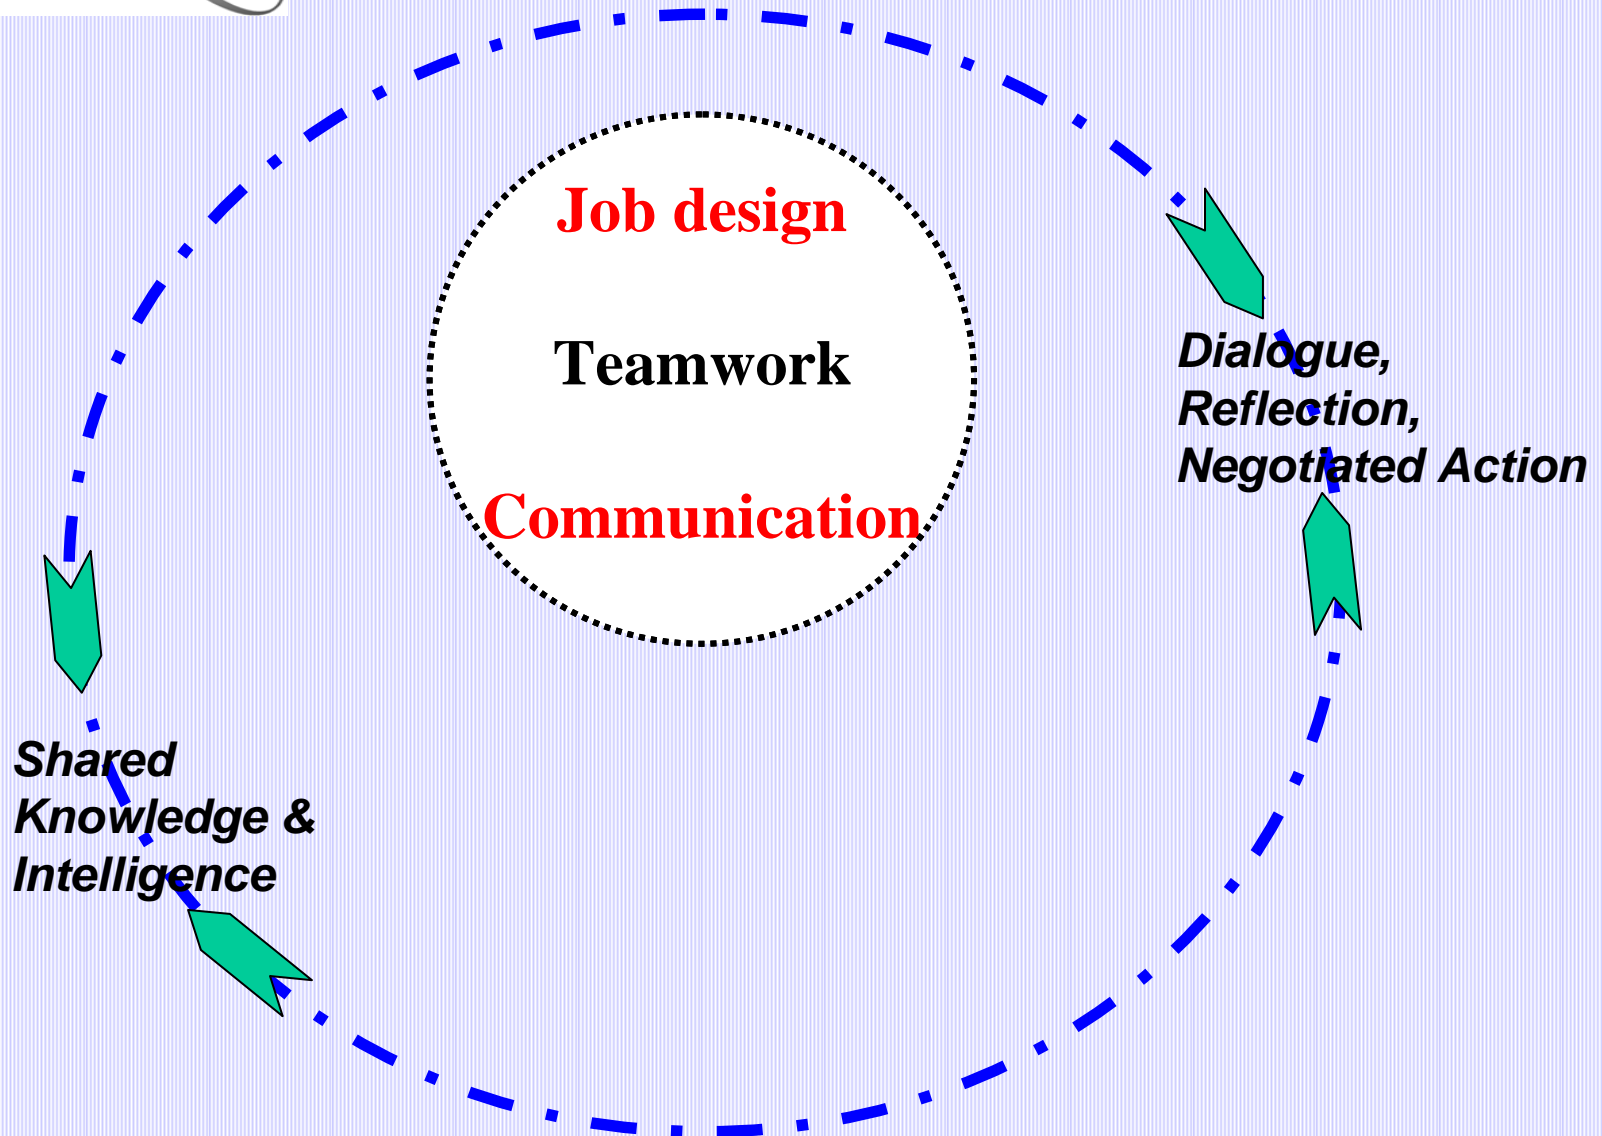 Job design
Teamwork
Communication
Dialogue,
Reflection,
Negotiated Action
Shared
Knowledge &
Intelligence